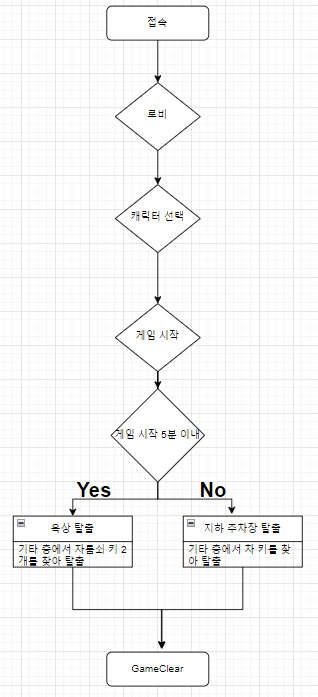 접속
로비
캐릭터 선택
게임 시작
게임 시작 5분 이내
Yes
No
옥상 탈출
기타 층에서 자물쇠 키 2
개를 찾아 탈출
지하 주차장 탈출
기타 층에서 차 키를 찾
아 탈출
GameClear